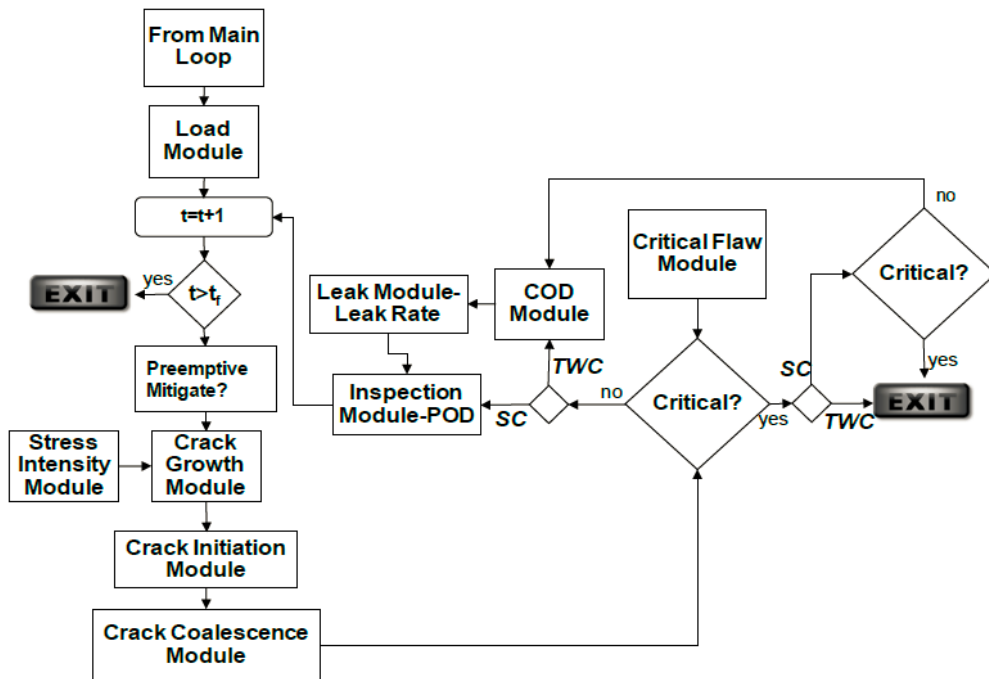 From Main
Loop
Load
Module
t=t+1
yes
EXIT
t>tf
Preemptive
Mitigate?
Stress
Intensity
Module
Crack
Growth
Module
Crack Initiation
Module
Crack Coalescence
Module
Leak Module-
Leak Rate
Inspection
Module-POD
COD
Module
TWC
SC
no
Critical Flaw
Module
Critical?
yes
SC
TWC
no
Critical?
yes
EXIT